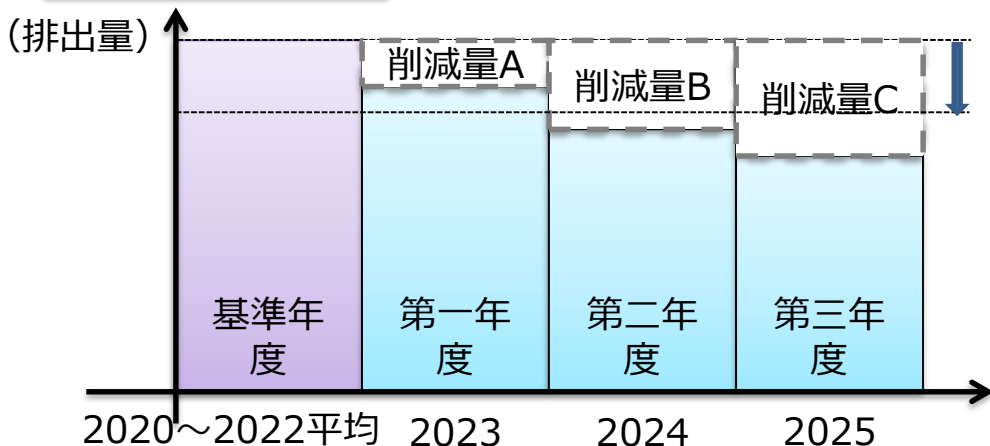 (排出量)
削減量A
削減量B
削減量C
基準年
度
第一年
度
第二年
度
第三年
度
2020～2022平均
2023
2024
2025